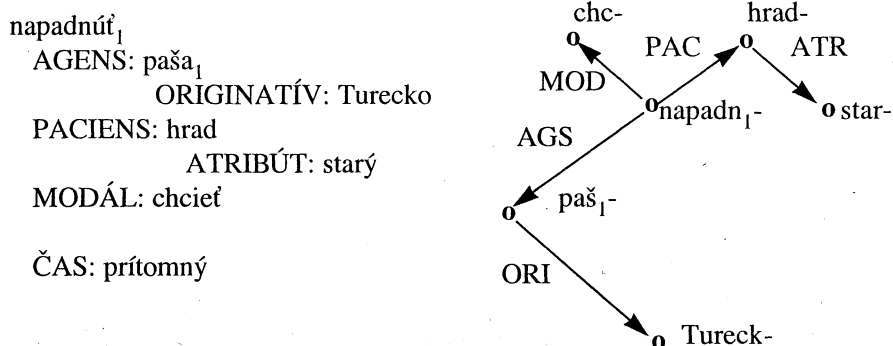 napadnúť₁
AGENS: paša₁
ORIGINATÍV: Turecko
PACIENS: hrad
ATRIBÚT: starý
MODÁL: chcieť
ČAS: prítomný
chc-
hrad-
PAC
ATR
MOD
napadn₁-
star-
AGS
paš₁-
ORI
Tureck-